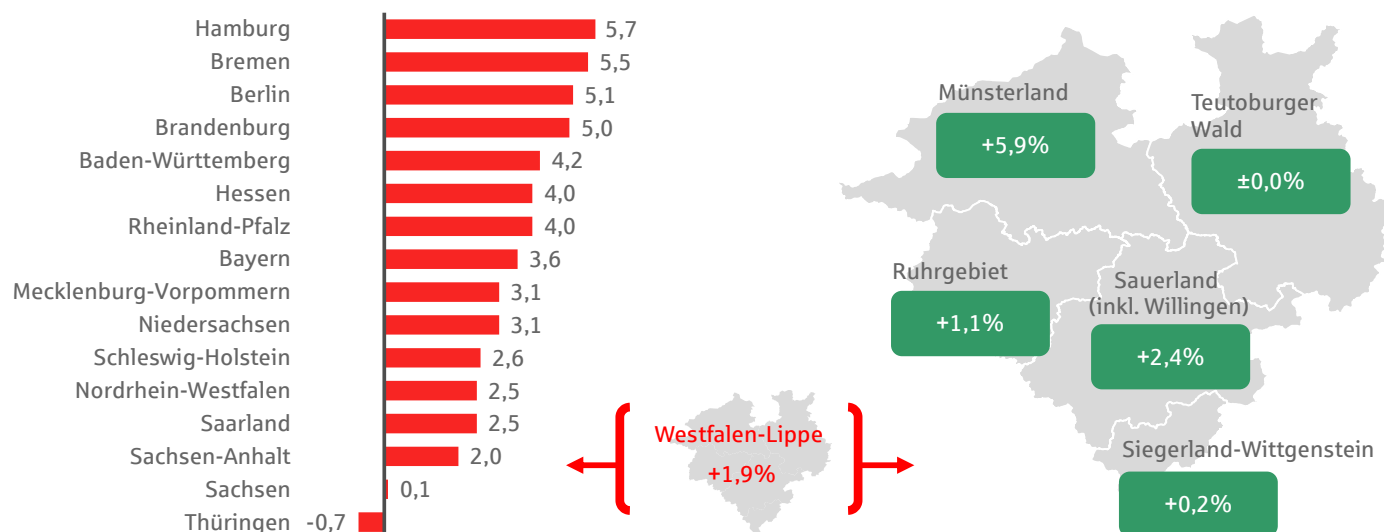 Hamburg 5,7
Bremen 5,5
Berlin 5,1
Brandenburg 5,0
Baden-Württemberg 4,2
Hessen 4,0
Rheinland-Pfalz 4,0
Bayern 3,6
Mecklenburg-Vorpommern 3,1
Niedersachsen 3,1
Schleswig-Holstein 2,6
Nordrhein-Westfalen 2,5
Saarland 2,5
Sachsen-Anhalt 2,0
Sachsen 0,1
Thüringen -0,7
Westfalen-Lippe
+1,9%
Münsterland
+5,9%
Teutoburger
Wald
±0,0%
Ruhrgebiet
+1,1%
Sauerland
(inkl. Willingen)
+2,4%
Siegerland-Wittgenstein
+0,2%